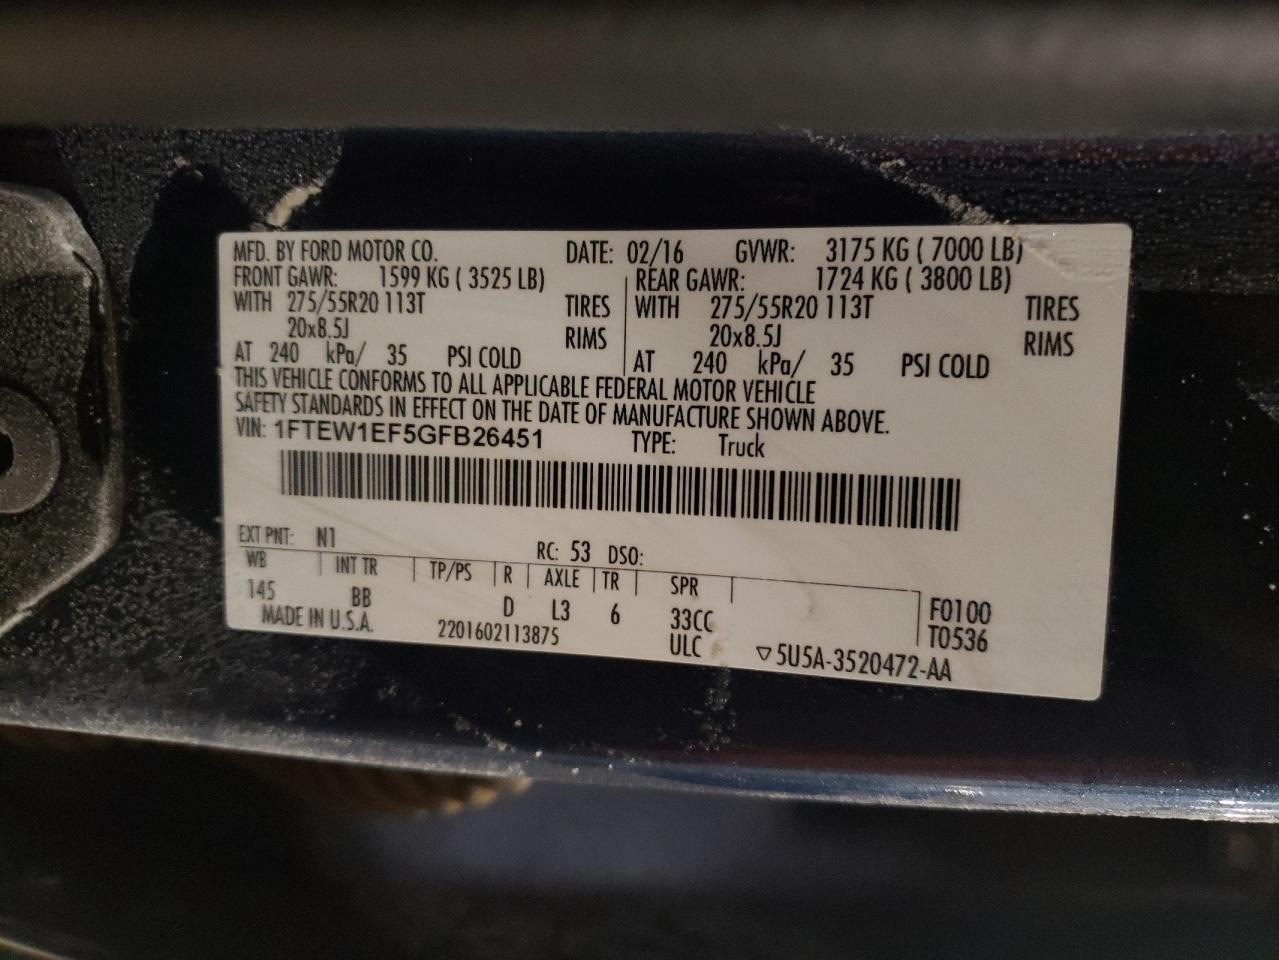 MFD. BY FORD MOTOR CO. DATE: 02/16 GVWR: 3175 KG ( 7000 LB)
FRONT GAWR: 1599 KG ( 3525 LB) REAR GAWR: 1724 KG ( 3800 LB)
WITH 275/55R20 113T TIRES WITH 275/55R20 113T TIRES
20x8.5J RIMS 20x8.5J RIMS
AT 240 kPa/ 35 PSI COLD AT 240 kPa/ 35 PSI COLD
THIS VEHICLE CONFORMS TO ALL APPLICABLE FEDERAL MOTOR VEHICLE
SAFETY STANDARDS IN EFFECT ON THE DATE OF MANUFACTURE SHOWN ABOVE.
VIN: 1FTEW1EF5GFB26451 TYPE: Truck
EXT PNT: N1 RC: 53 DSO:
WB INT TR TP/PS R AXLE TR SPR
145 BB D L3 6 33CC F0100
MADE IN U.S.A. 2201602113875 ULC T0536
▽5U5A-3520472-AA